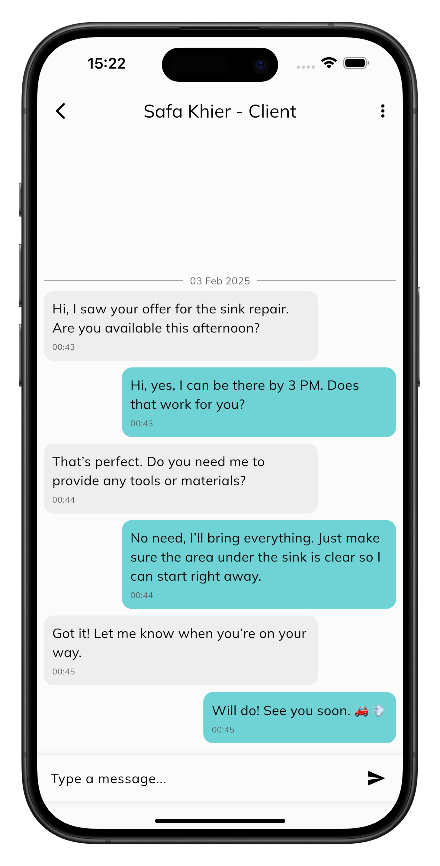 15:22
Safa Khier - Client
03 Feb 2025
Hi, I saw your offer for the sink repair.
Are you available this afternoon?
00:43
Hi, yes, I can be there by 3 PM. Does
that work for you?
00:43
That's perfect. Do you need me to
provide any tools or materials?
00:44
No need, I'll bring everything. Just make
sure the area under the sink is clear so I
can start right away.
00:44
Got it! Let me know when you're on your
way.
00:45
Will do! See you soon. 🚗💨
00:45
Type a message...